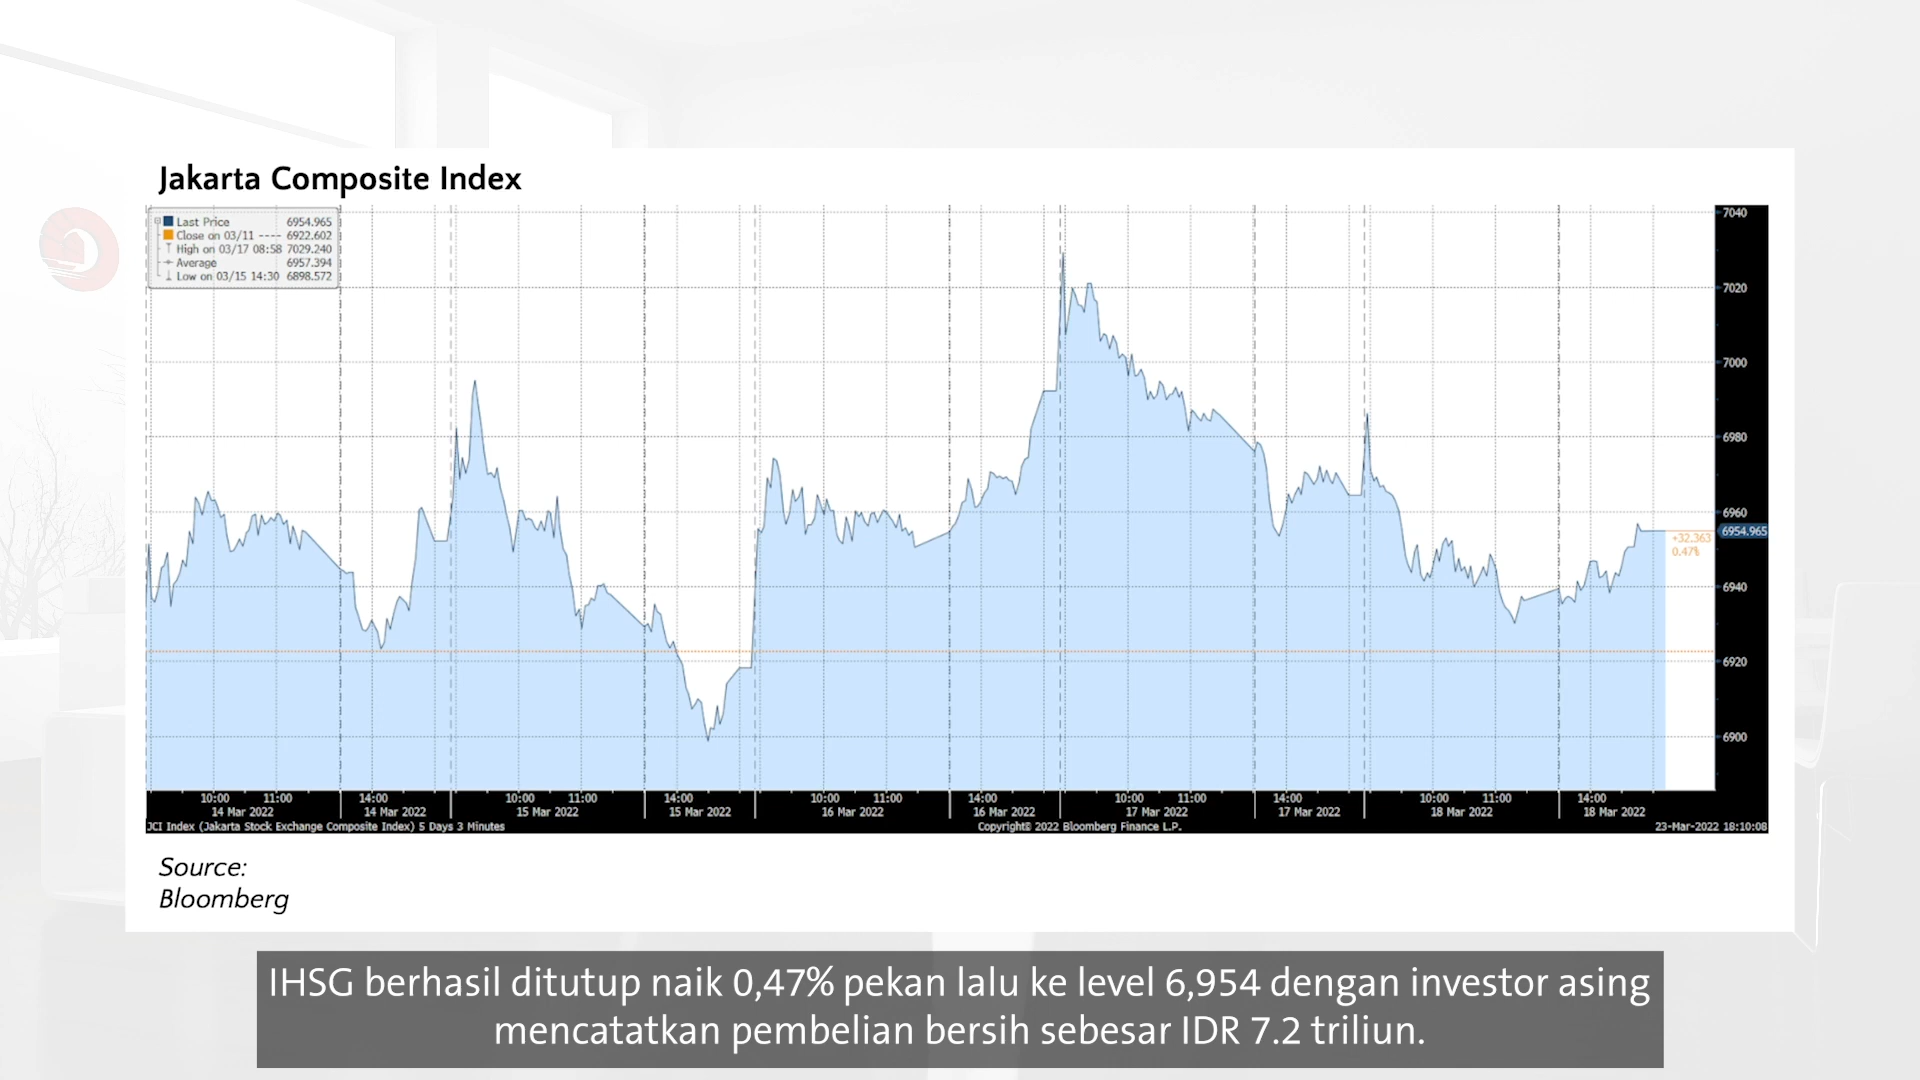 Jakarta Composite Index
Last Price 6954.965
Close on 03/11 ---- 6922.602
High on 03/17 08:58 7029.240
Average 6957.394
Low on 03/15 14:30 6898.572
7040
7020
7000
6980
6960
6954.965
+32.363
0.47%
6940
6920
6900
10:00 11:00 14:00 10:00 11:00 14:00 10:00 11:00 14:00 10:00 11:00 14:00 10:00 11:00 14:00
14 Mar 2022 14 Mar 2022 15 Mar 2022 15 Mar 2022 16 Mar 2022 16 Mar 2022 17 Mar 2022 17 Mar 2022 18 Mar 2022 18 Mar 2022
JCI Index (Jakarta Stock Exchange Composite Index) 5 Days 3 Minutes Copyright© 2022 Bloomberg Finance L.P. 23-Mar-2022 18:10:08
Source:
Bloomberg
IHSG berhasil ditutup naik 0,47% pekan lalu ke level 6,954 dengan investor asing
mencatatkan pembelian bersih sebesar IDR 7.2 triliun.